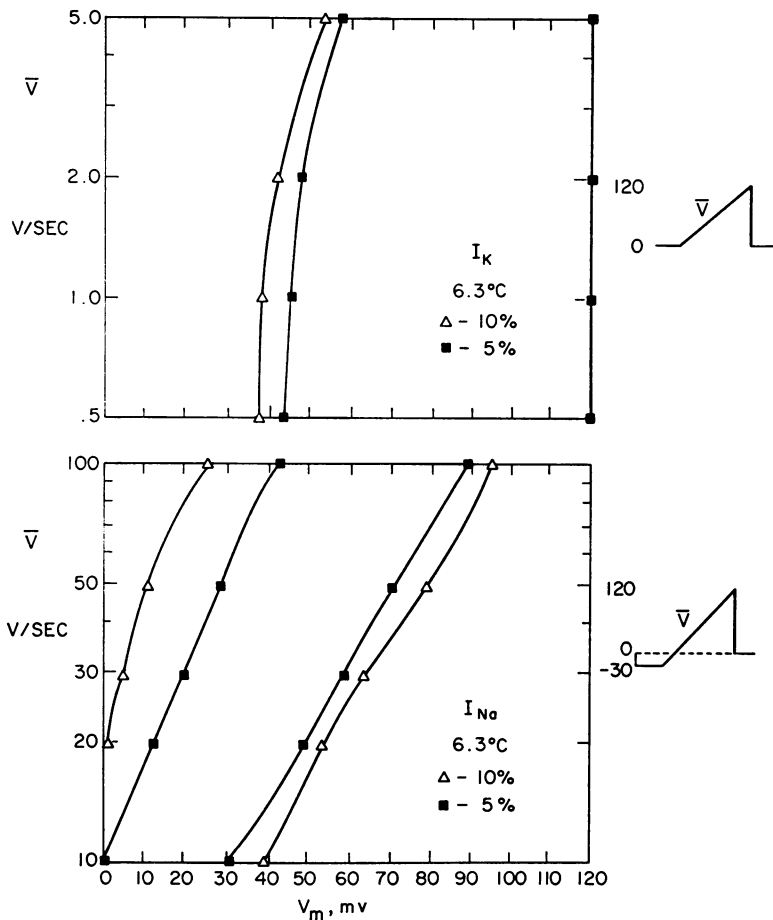 5.0
V̅
2.0
V/SEC
1.0
.5
I_K
6.3°C
△ - 10%
■ - 5%
120
V̅
0
100
V̅
50
V/SEC
30
20
10
I_Na
6.3°C
△ - 10%
■ - 5%
120
V̅
0
-30
0 10 20 30 40 50 60 70 80 90 100 110 120
V_m, mv